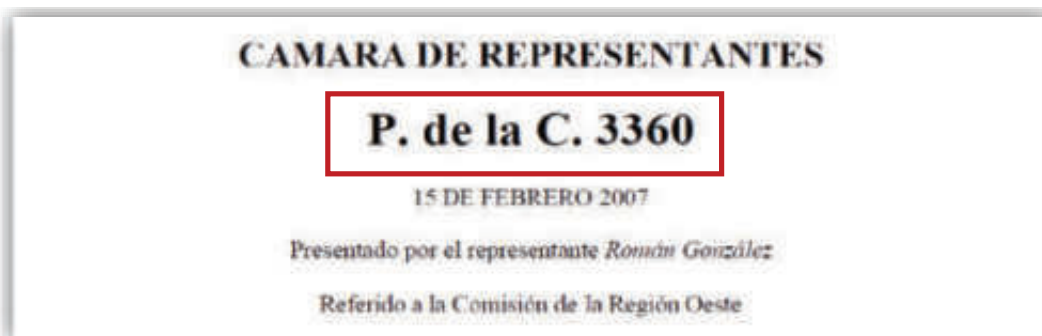 CAMARA DE REPRESENTANTES
P. de la C. 3360
15 DE FEBRERO 2007
Presentado por el representante Román González
Referido a la Comisión de la Región Oeste